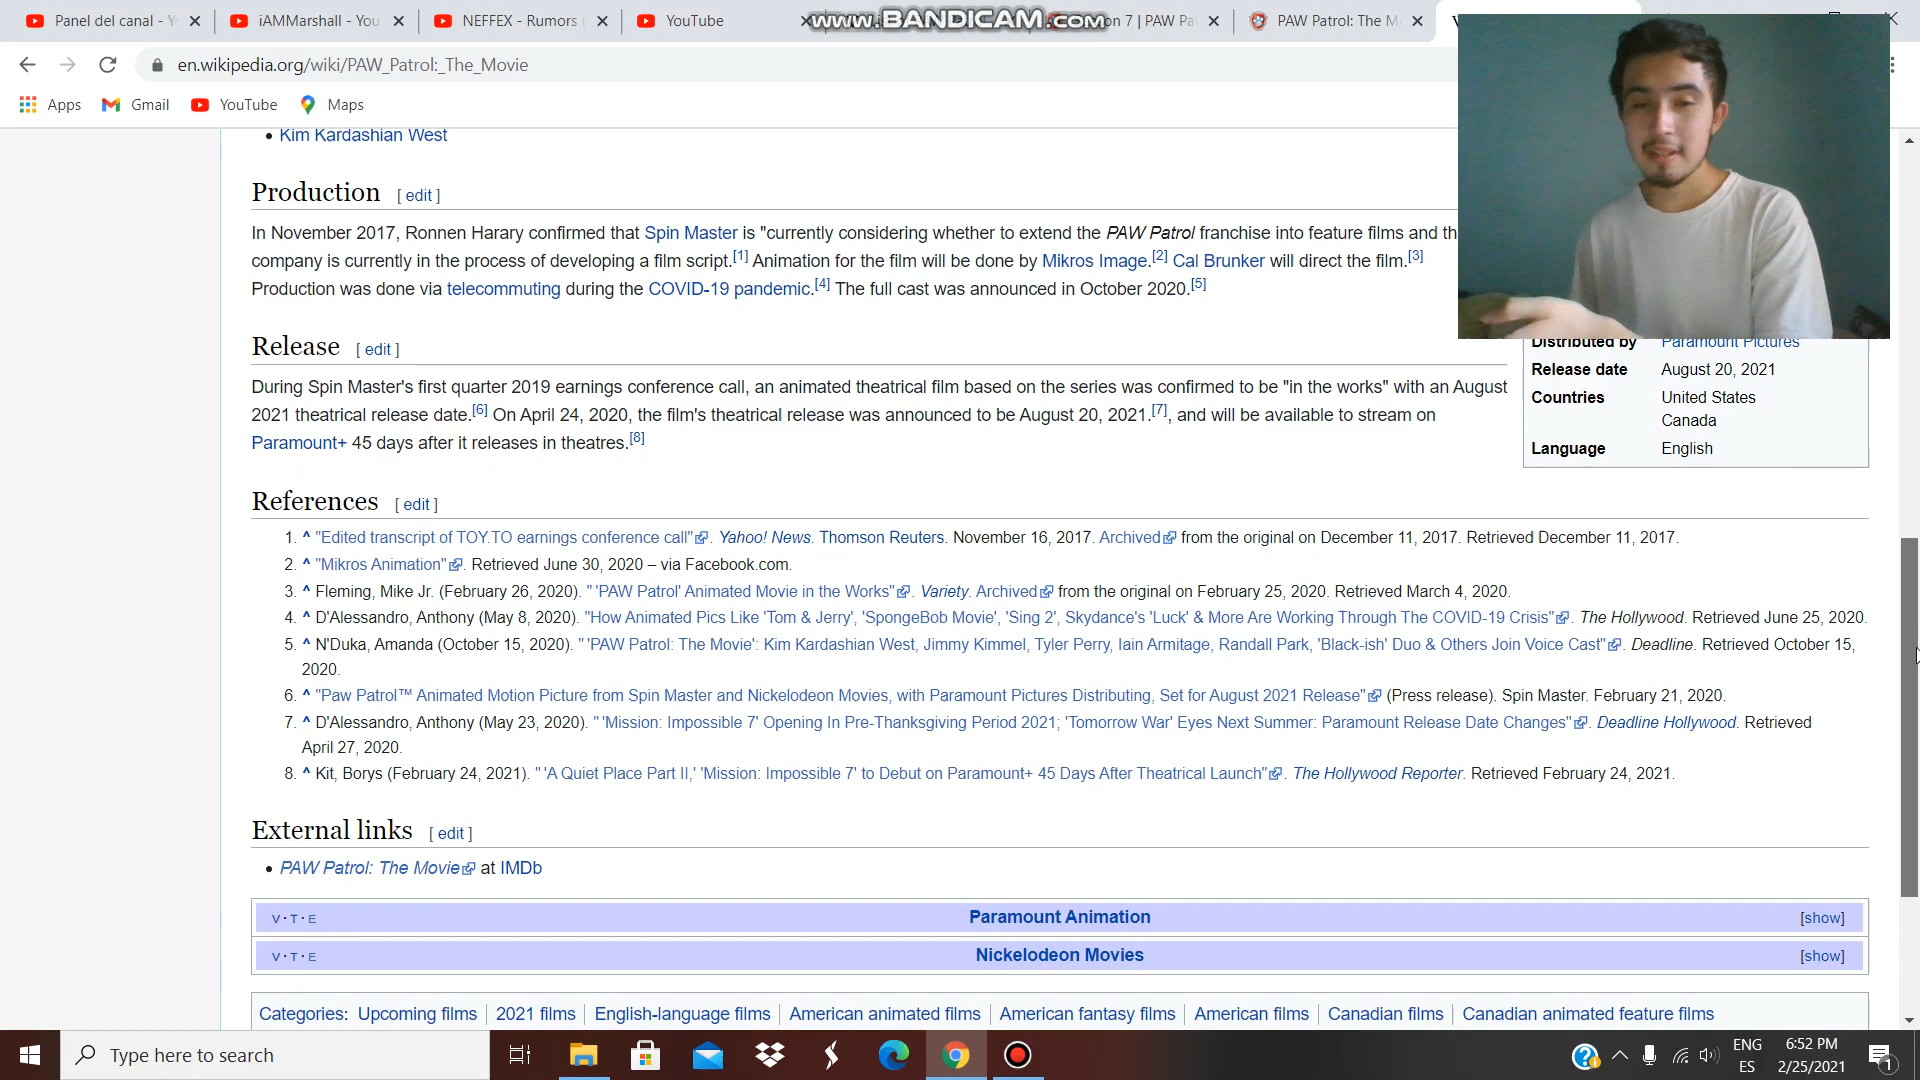 Panel del canal - Y
iAMMarshall - You
NEFFEX - Rumors
YouTube
www.BANDICAM.com
on 7 | PAW Pa
PAW Patrol: The M
en.wikipedia.org/wiki/PAW_Patrol:_The_Movie
Apps
Gmail
YouTube
Maps
• Kim Kardashian West
Production [ edit ]
In November 2017, Ronnen Harary confirmed that Spin Master is "currently considering whether to extend the PAW Patrol franchise into feature films and th
company is currently in the process of developing a film script.[1] Animation for the film will be done by Mikros Image.[2] Cal Brunker will direct the film.[3]
Production was done via telecommuting during the COVID-19 pandemic.[4] The full cast was announced in October 2020.[5]
Distributed by Paramount Pictures
Release date August 20, 2021
Countries United States
Canada
Language English
Release [ edit ]
During Spin Master's first quarter 2019 earnings conference call, an animated theatrical film based on the series was confirmed to be "in the works" with an August
2021 theatrical release date.[6] On April 24, 2020, the film's theatrical release was announced to be August 20, 2021.[7], and will be available to stream on
Paramount+ 45 days after it releases in theatres.[8]
References [ edit ]
1. ^ "Edited transcript of TOY.TO earnings conference call". Yahoo! News. Thomson Reuters. November 16, 2017. Archived from the original on December 11, 2017. Retrieved December 11, 2017.
2. ^ "Mikros Animation". Retrieved June 30, 2020 – via Facebook.com.
3. ^ Fleming, Mike Jr. (February 26, 2020). "'PAW Patrol' Animated Movie in the Works". Variety. Archived from the original on February 25, 2020. Retrieved March 4, 2020.
4. ^ D'Alessandro, Anthony (May 8, 2020). "How Animated Pics Like 'Tom & Jerry', 'SpongeBob Movie', 'Sing 2', Skydance's 'Luck' & More Are Working Through The COVID-19 Crisis". The Hollywood. Retrieved June 25, 2020.
5. ^ N'Duka, Amanda (October 15, 2020). "'PAW Patrol: The Movie': Kim Kardashian West, Jimmy Kimmel, Tyler Perry, Iain Armitage, Randall Park, 'Black-ish' Duo & Others Join Voice Cast". Deadline. Retrieved October 15,
2020.
6. ^ "Paw Patrol™ Animated Motion Picture from Spin Master and Nickelodeon Movies, with Paramount Pictures Distributing, Set for August 2021 Release" (Press release). Spin Master. February 21, 2020.
7. ^ D'Alessandro, Anthony (May 23, 2020). "'Mission: Impossible 7' Opening In Pre-Thanksgiving Period 2021; 'Tomorrow War' Eyes Next Summer: Paramount Release Date Changes". Deadline Hollywood. Retrieved
April 27, 2020.
8. ^ Kit, Borys (February 24, 2021). "'A Quiet Place Part II,' 'Mission: Impossible 7' to Debut on Paramount+ 45 Days After Theatrical Launch". The Hollywood Reporter. Retrieved February 24, 2021.
External links [ edit ]
• PAW Patrol: The Movie at IMDb
V·T·E Paramount Animation [show]
V·T·E Nickelodeon Movies [show]
Categories: Upcoming films | 2021 films | English-language films | American animated films | American fantasy films | American films | Canadian films | Canadian animated feature films
Type here to search
ENG
ES
6:52 PM
2/25/2021
1